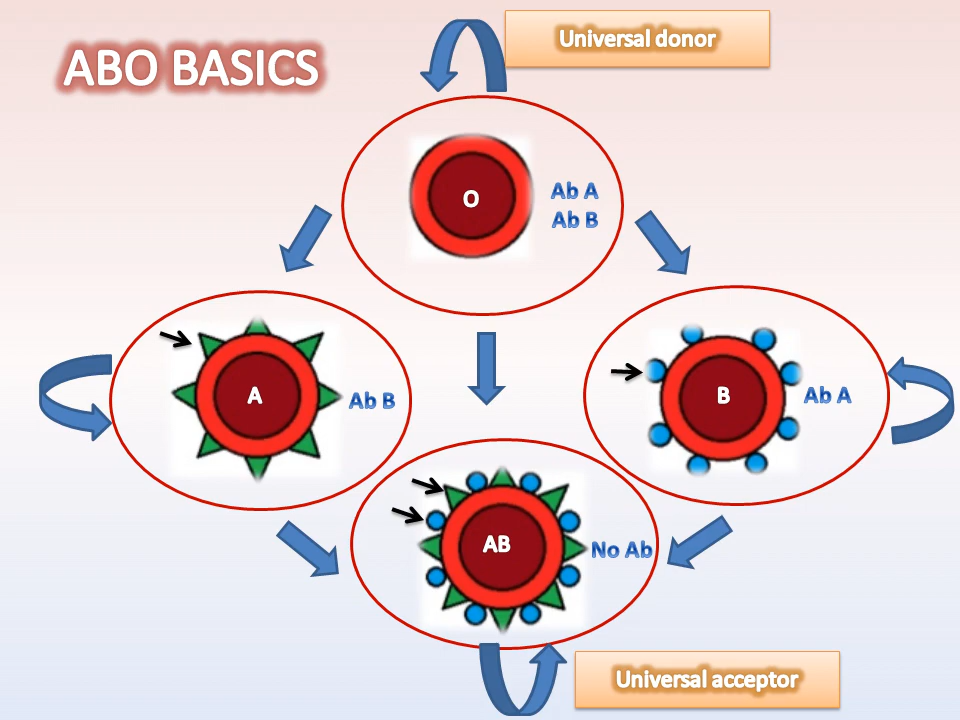 Universal donor
ABO BASICS
O
Ab A
Ab B
A
Ab B
B
Ab A
AB
No Ab
Universal acceptor